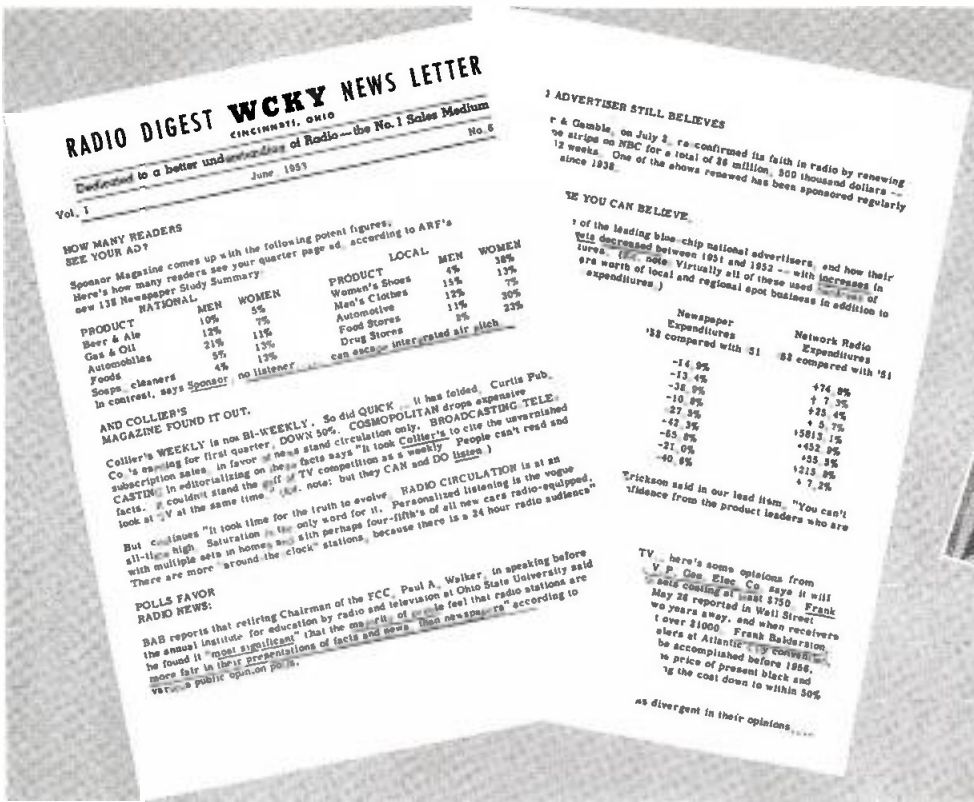 RADIO DIGEST WCKY NEWS LETTER
CINCINNATI, OHIO
Dedicated to a better understanding of Radio — the No. 1 Sales Medium
Vol. I June 1953 No. 6
HOW MANY READERS
SEE YOUR AD?
Sponsor Magazine comes up with the following potent figures.
Here's how many readers see your quarter page ad, according to ARF's
new 138 Newspaper Study Summary:
NATIONAL LOCAL
PRODUCT MEN WOMEN PRODUCT MEN WOMEN
Beer & Ale 10% 5% Women's Shoes 4% 38%
Gas & Oil 12% 7% Men's Clothes 15% 13%
Automobiles 21% 11% Automotive 12% 7%
Foods 5% 13% Food Stores 11% 30%
Soaps, cleaners 4% 13% Drug Stores 23%
In contrast, says Sponsor, no listener can escape integrated air pitch
AND COLLIER'S
MAGAZINE FOUND IT OUT.
Collier's WEEKLY is now BI-WEEKLY. So did QUICK ... it has folded. Curtis Pub.
Co.'s earning for first quarter, DOWN 50%. COSMOPOLITAN drops expensive
subscription sales in favor of news stand circulation only. BROADCASTING TELE-
CASTING in editorializing on these facts says "It took Collier's to cite the unvarnished
facts. couldn't stand the gaff of TV competition as a weekly. People can't read and
look at TV at the same time." note: but they CAN and DO listen.)
But continues "It took time for the truth to evolve. RADIO CIRCULATION is at an
all-time high. Saturation is the only word for it. Personalized listening is the vogue
with multiple sets in homes and with perhaps four-fifth's of all new cars radio-equipped.
There are more "around the clock" stations, because there is a 24 hour radio audience"
POLLS FAVOR
RADIO NEWS:
BAB reports that retiring Chairman of the FCC, Paul A. Walker, in speaking before
the annual institute for education by radio and television at Ohio State University said
he found it "most significant" that the majority of people feel that radio stations are
more fair in their presentations of facts and news than newspapers" according to
various public opinion polls.
ADVERTISER STILL BELIEVES
r & Gamble, on July 2, re-confirmed its faith in radio by renewing
ne strips on NBC for a total of $6 million, 500 thousand dollars --
12 weeks. One of the shows renewed has been sponsored regularly
since 1938.
SE YOU CAN BELIEVE.
of the leading blue-chip national advertisers, and how their
decreased between 1951 and 1952 -- with increases in
tures. (Ed. note: Virtually all of these used of
ers worth of local and regional spot business in addition to
expenditures.)
Newspaper Network Radio
Expenditures Expenditures
'52 compared with '51 '52 compared with '51
-14.9% +74.8%
-13.4% + 7.3%
-38.9% +25.4%
-10.8% + 5.7%
-27.5% +5813.1%
-42.3% +452.9%
-65.8% +55.5%
-21.0% +215.8%
-40.6% + 7.2%
Erickson said in our lead item, "You can't
nfidence from the product leaders who are
TV... here's some opinions from
V.P. Gen. Elec. Co. says it will
sets costing at least $750. Frank
May 26 reported in Wall Street
wo years away, and when receivers
t over $1000. Frank Balderston
elers at Atlantic City convention,
be accomplished before 1956,
ne price of present black and
ng the cost down to within 50%
as divergent in their opinions....